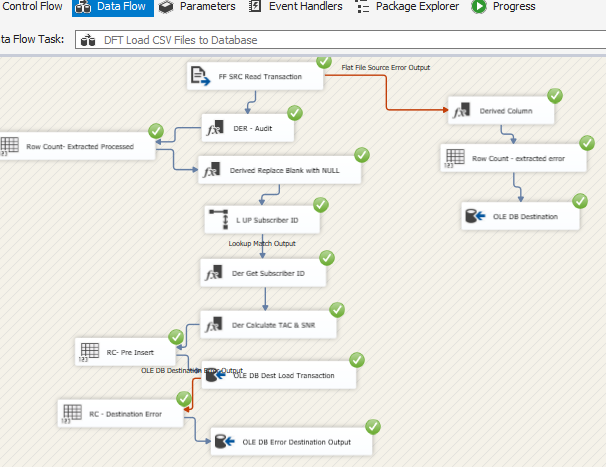 Control Flow
Data Flow
Parameters
Event Handlers
Package Explorer
Progress
ta Flow Task:
DFT Load CSV Files to Database
FF SRC Read Transaction
Flat File Source Error Output
Derived Column
DER - Audit
Row Count- Extracted Processed
Row Count - extracted error
Derived Replace Blank with NULL
L UP Subscriber ID
OLE DB Destination
Lookup Match Output
Der Get Subscriber ID
Der Calculate TAC & SNR
RC- Pre Insert
OLE DB Destination Error Output
OLE DB Dest Load Transaction
RC - Destination Error
OLE DB Error Destination Output